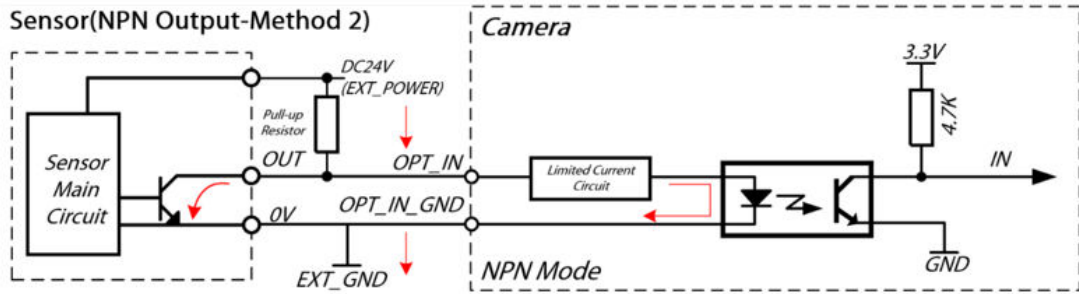 Sensor(NPN Output-Method 2)
Camera
DC24V
(EXT_POWER)
3.3V
Pull-up
Resistor
4.7K
Sensor
Main
Circuit
OUT
OPT_IN
Limited Current
Circuit
IN
0V
OPT_IN_GND
EXT_GND
NPN Mode
GND